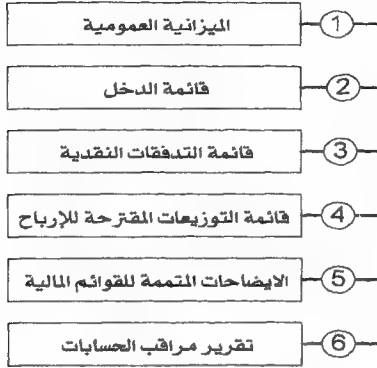 الميزانية العمومية ①
قائمة الدخل ②
قائمة التدفقات النقدية ③
قائمة التوزيعات المقترحة للإرباح ④
الايضاحات المتممة للقوائم المالية ⑤
تقرير مراقب الحسابات ⑥